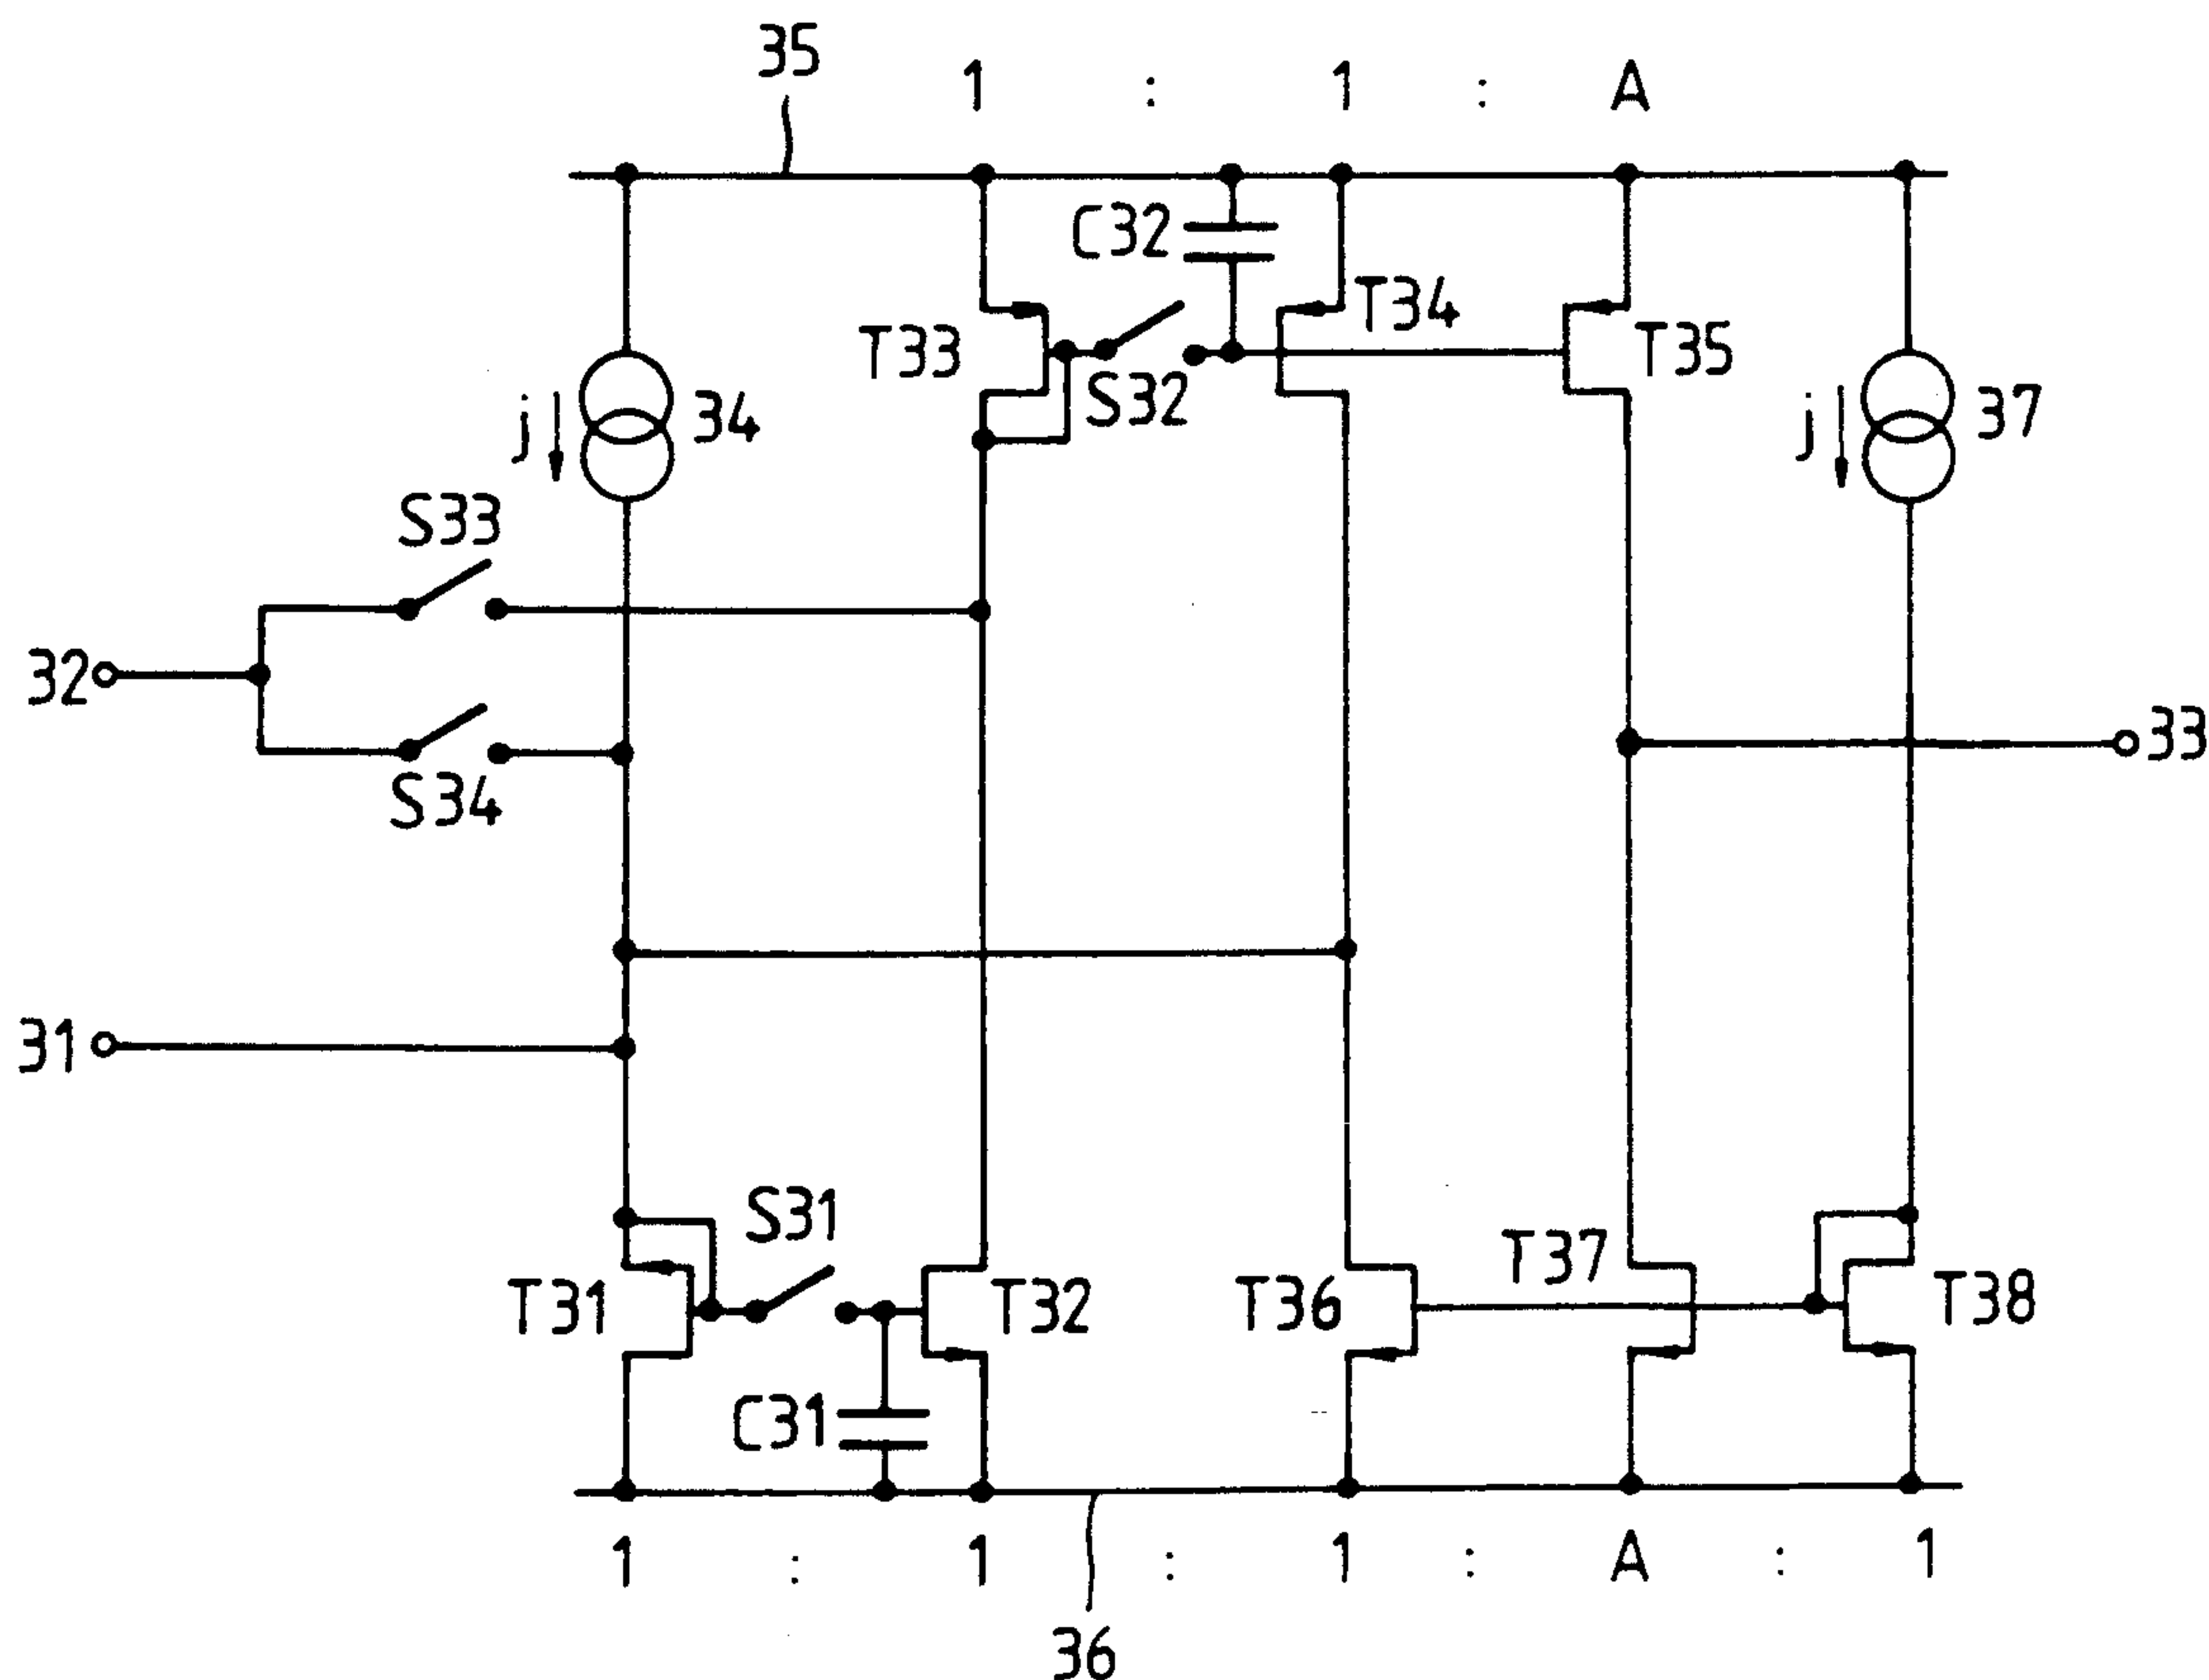 35
1 : 1 : A
C32
T33
T34
T35
S32
j
34
j
37
S33
32
S34
33
31
S31
T31
T32
T36
T37
T38
C31
1 : 1 : 1 : A : 1
36